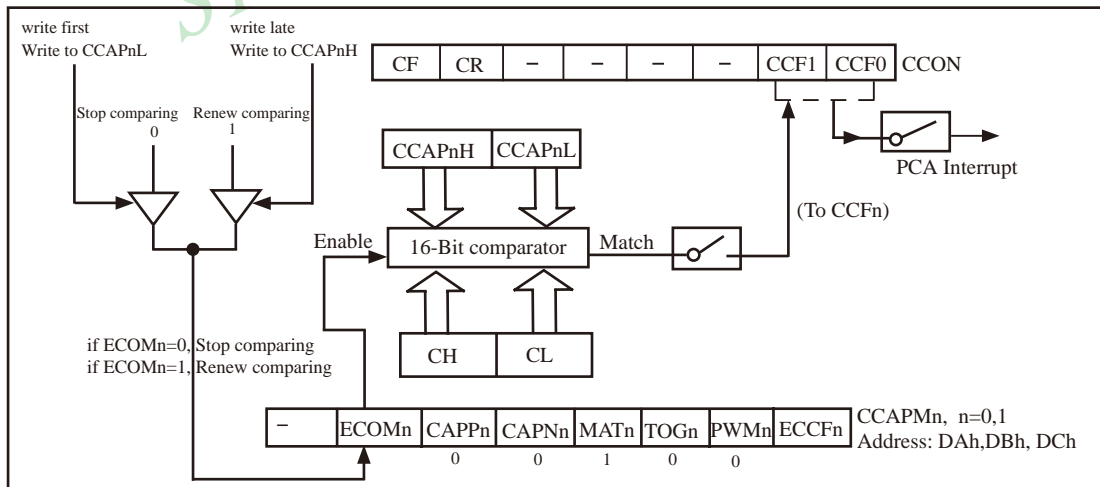 write first
Write to CCAPnL
write late
Write to CCAPnH
CF CR – – – – CCF1 CCF0 CCON
Stop comparing
0
Renew comparing
1
CCAPnH CCAPnL
PCA Interrupt
(To CCFn)
Enable
16-Bit comparator
Match
CH CL
if ECOMn=0, Stop comparing
if ECOMn=1, Renew comparing
– ECOMn CAPPn CAPNn MATn TOGn PWMn ECCFn
CCAPMn, n=0,1
Address: DAh,DBh, DCh
0 0 1 0 0